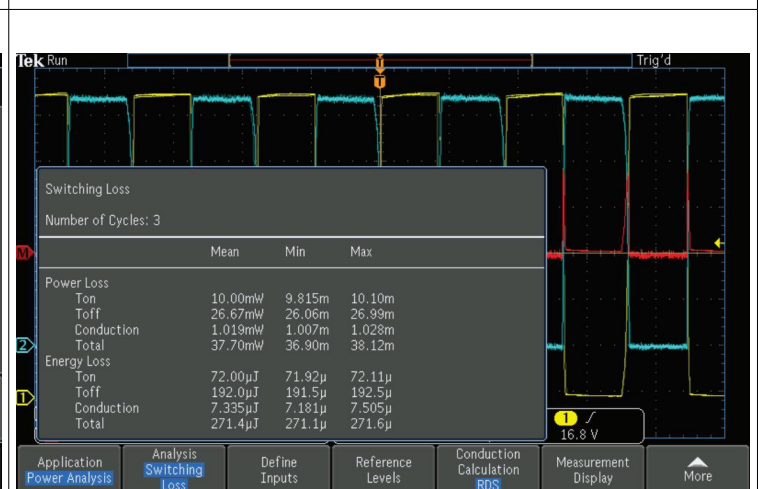 Tek Run Trig'd
T
T
Switching Loss
Number of Cycles: 3
Mean Min Max
M
Power Loss
Ton 10.00mW 9.815m 10.10m
Toff 26.67mW 26.06m 26.99m
Conduction 1.019mW 1.007m 1.028m
2 Total 37.70mW 36.90m 38.12m
Energy Loss
Ton 72.00µJ 71.92µ 72.11µ
Toff 192.0µJ 191.5µ 192.5µ
1 Conduction 7.335µJ 7.181µ 7.505µ
Total 271.4µJ 271.1µ 271.6µ
1 /
16.8 V
Application
Power Analysis
Analysis
Switching
Loss
Define
Inputs
Reference
Levels
Conduction
Calculation
RDS
Measurement
Display
More